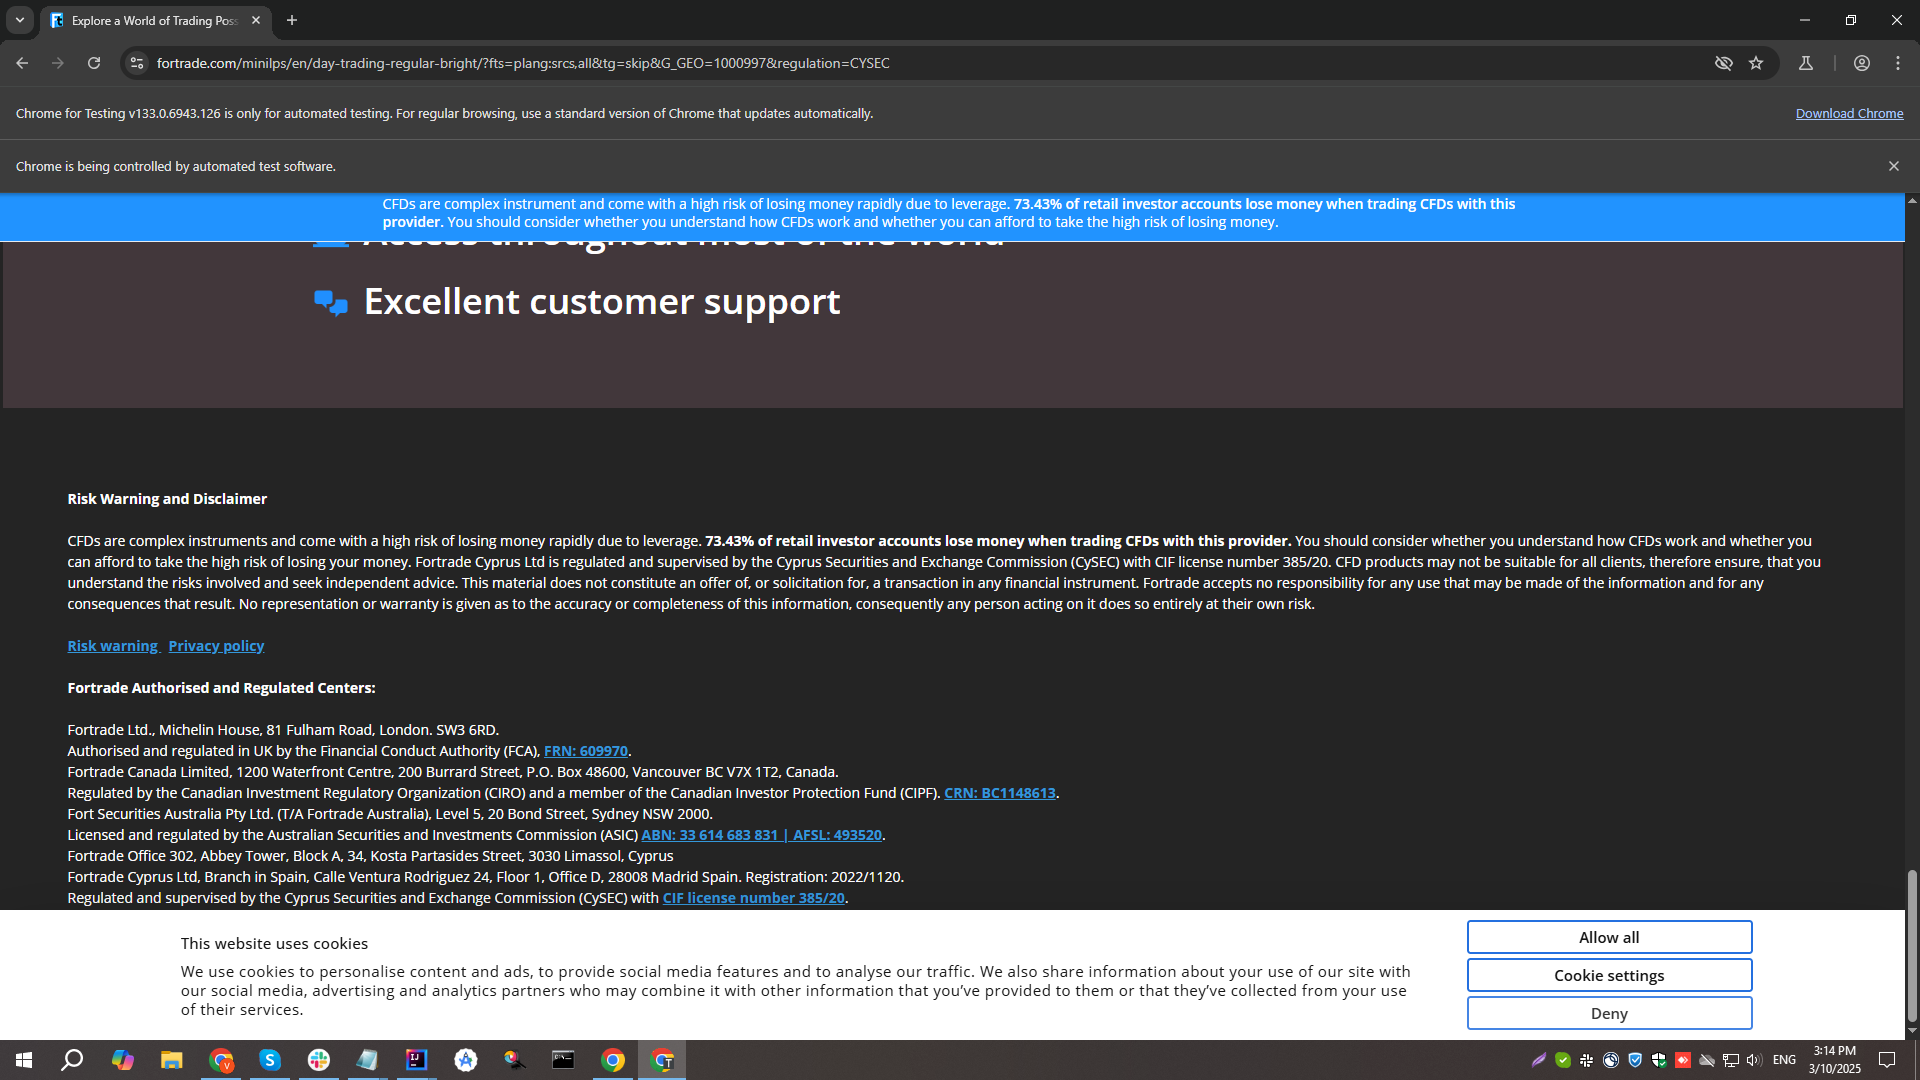 Explore a World of Trading Poss
fortrade.com/minilps/en/day-trading-regular-bright/?fts=plang:srcs,all&tg=skip&G_GEO=1000997&regulation=CYSEC
Chrome for Testing v133.0.6943.126 is only for automated testing. For regular browsing, use a standard version of Chrome that updates automatically.
Download Chrome
Chrome is being controlled by automated test software.
CFDs are complex instrument and come with a high risk of losing money rapidly due to leverage. 73.43% of retail investor accounts lose money when trading CFDs with this
provider. You should consider whether you understand how CFDs work and whether you can afford to take the high risk of losing money.
Access throughout most of the world
Excellent customer support
Risk Warning and Disclaimer
CFDs are complex instruments and come with a high risk of losing money rapidly due to leverage. 73.43% of retail investor accounts lose money when trading CFDs with this provider. You should consider whether you understand how CFDs work and whether you
can afford to take the high risk of losing your money. Fortrade Cyprus Ltd is regulated and supervised by the Cyprus Securities and Exchange Commission (CySEC) with CIF license number 385/20. CFD products may not be suitable for all clients, therefore ensure, that you
understand the risks involved and seek independent advice. This material does not constitute an offer of, or solicitation for, a transaction in any financial instrument. Fortrade accepts no responsibility for any use that may be made of the information and for any
consequences that result. No representation or warranty is given as to the accuracy or completeness of this information, consequently any person acting on it does so entirely at their own risk.
Risk warning Privacy policy
Fortrade Authorised and Regulated Centers:
Fortrade Ltd., Michelin House, 81 Fulham Road, London. SW3 6RD.
Authorised and regulated in UK by the Financial Conduct Authority (FCA), FRN: 609970.
Fortrade Canada Limited, 1200 Waterfront Centre, 200 Burrard Street, P.O. Box 48600, Vancouver BC V7X 1T2, Canada.
Regulated by the Canadian Investment Regulatory Organization (CIRO) and a member of the Canadian Investor Protection Fund (CIPF). CRN: BC1148613.
Fort Securities Australia Pty Ltd. (T/A Fortrade Australia), Level 5, 20 Bond Street, Sydney NSW 2000.
Licensed and regulated by the Australian Securities and Investments Commission (ASIC) ABN: 33 614 683 831 | AFSL: 493520.
Fortrade Office 302, Abbey Tower, Block A, 34, Kosta Partasides Street, 3030 Limassol, Cyprus
Fortrade Cyprus Ltd, Branch in Spain, Calle Ventura Rodriguez 24, Floor 1, Office D, 28008 Madrid Spain. Registration: 2022/1120.
Regulated and supervised by the Cyprus Securities and Exchange Commission (CySEC) with CIF license number 385/20.
This website uses cookies
We use cookies to personalise content and ads, to provide social media features and to analyse our traffic. We also share information about your use of our site with
our social media, advertising and analytics partners who may combine it with other information that you've provided to them or that they've collected from your use
of their services.
Allow all
Cookie settings
Deny
ENG
3:14 PM
3/10/2025